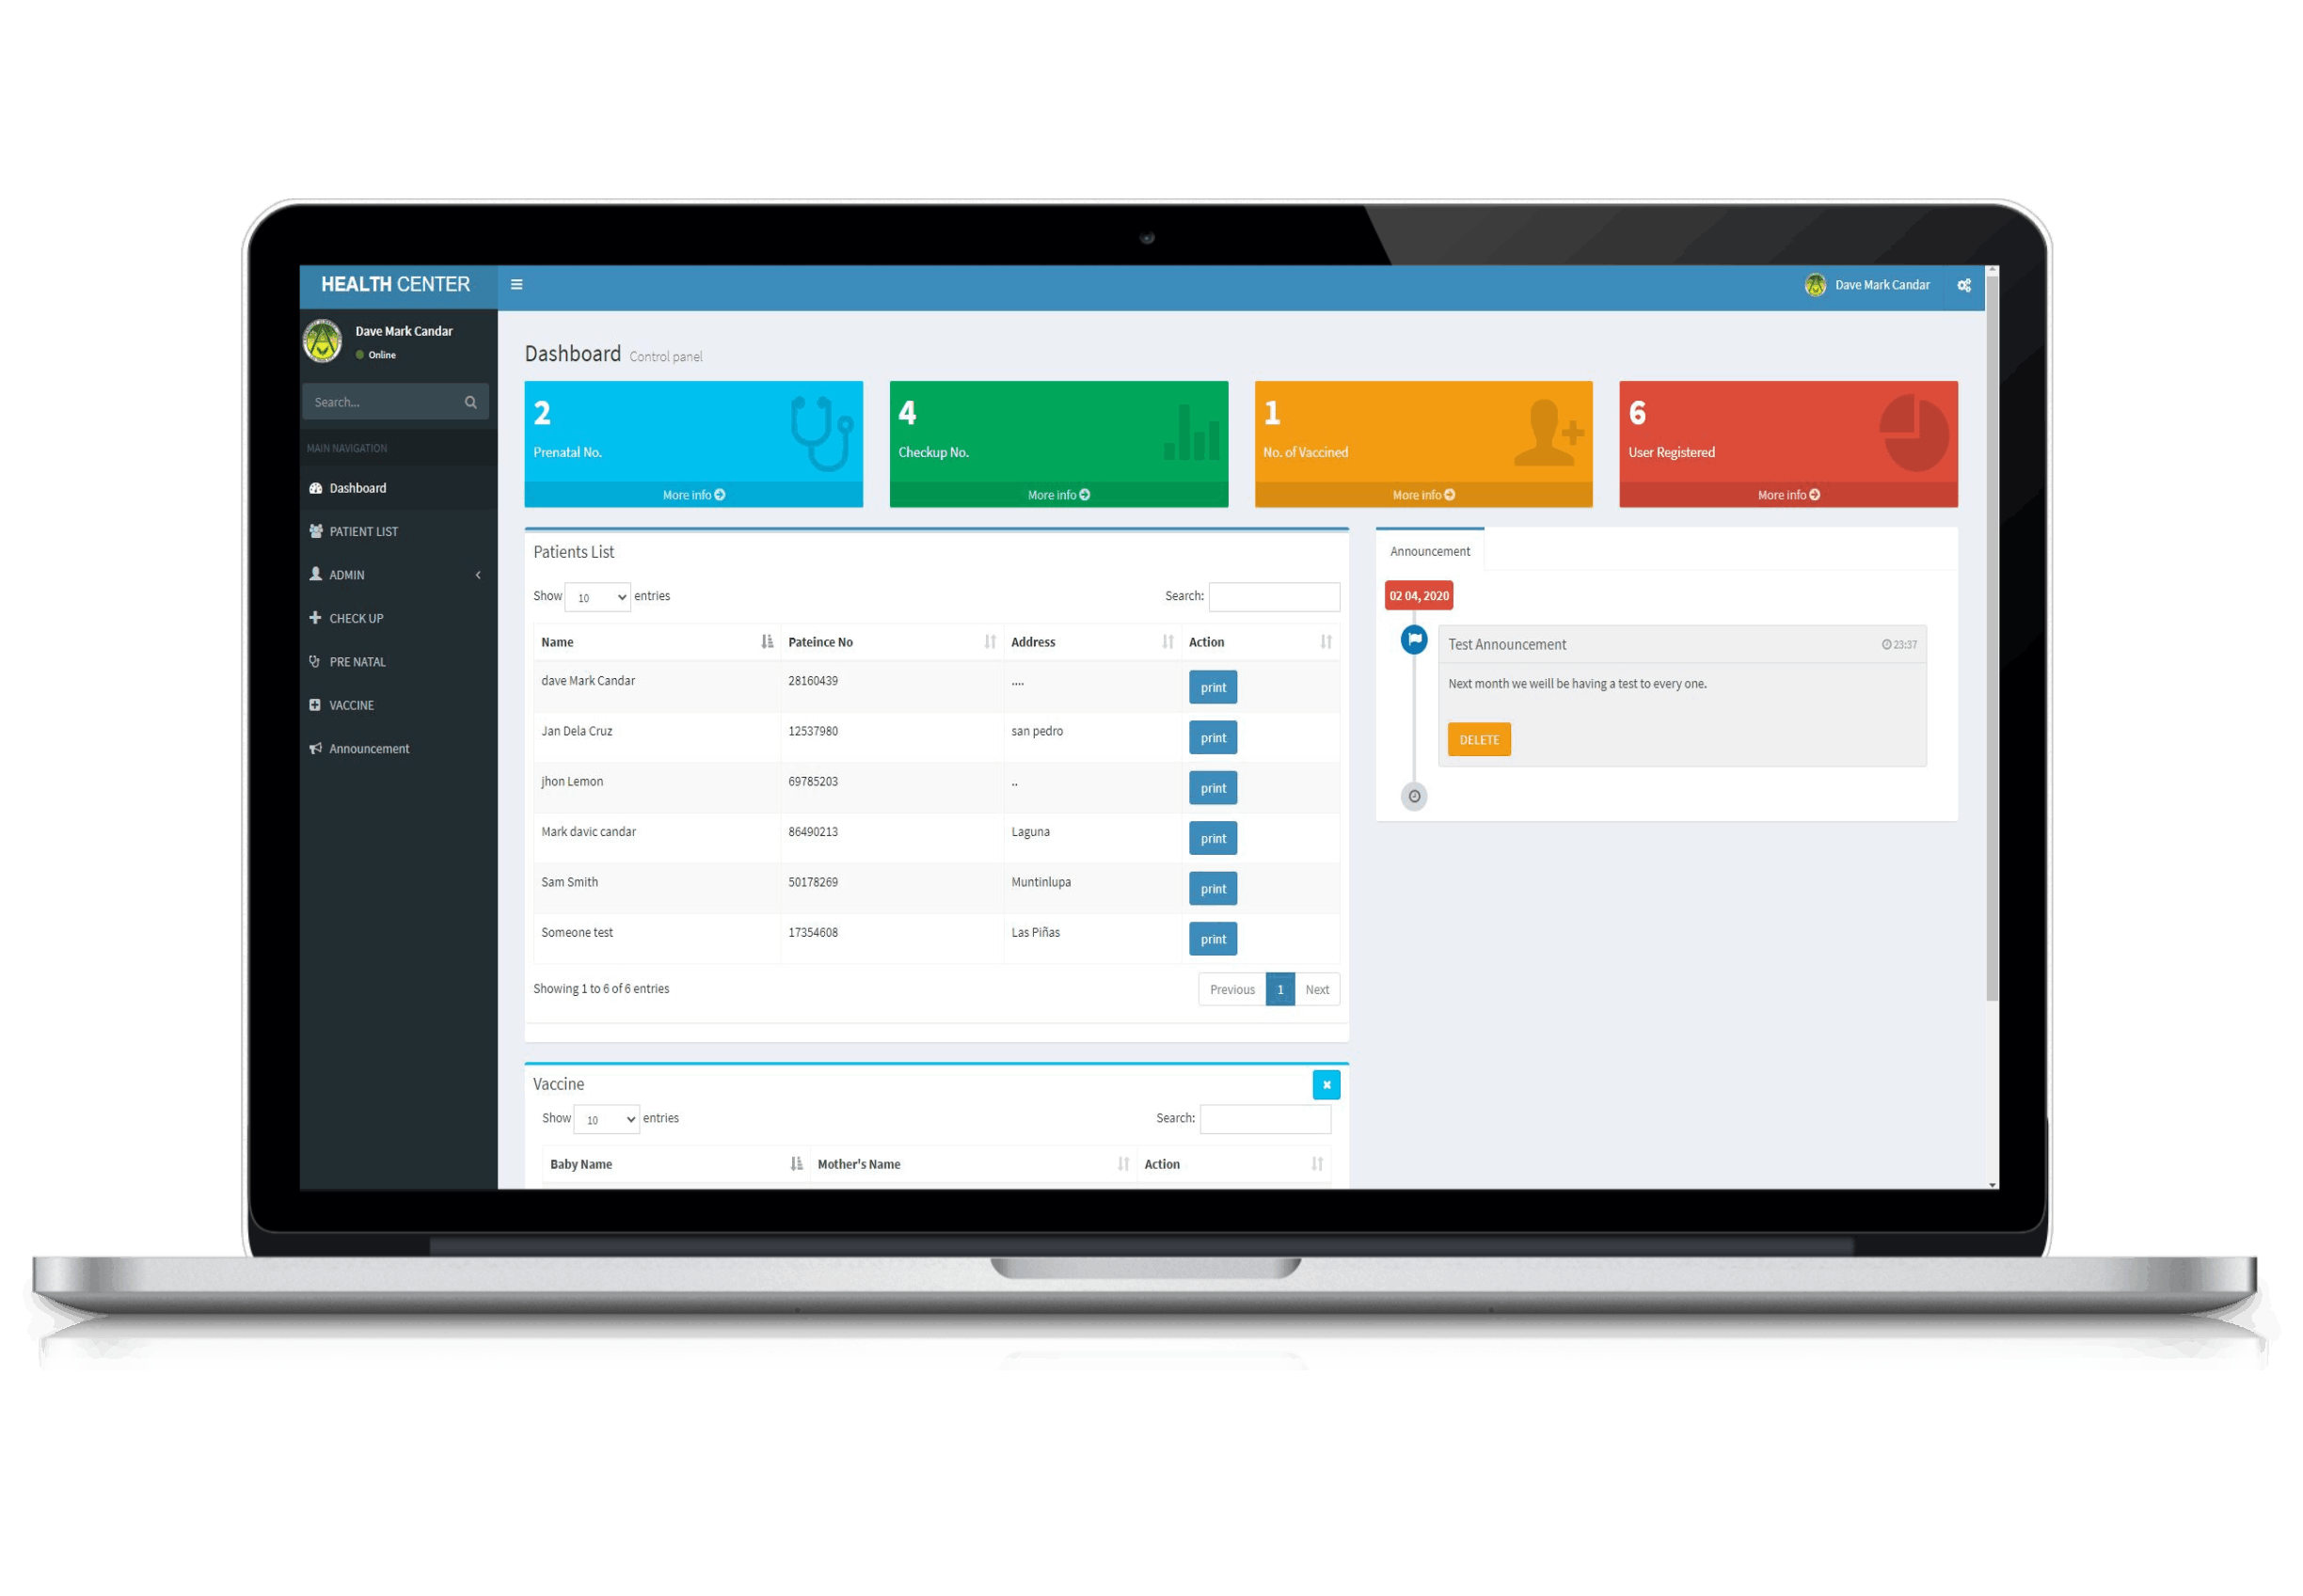 HEALTH CENTER
Dave Mark Candar
Dave Mark Candar
Online
Search...
MAIN NAVIGATION
Dashboard
PATIENT LIST
ADMIN
CHECK UP
PRE NATAL
VACCINE
Announcement
Dashboard Control panel
2
Prenatal No.
More info
4
Checkup No.
More info
1
No. of Vaccined
More info
6
User Registered
More info
Patients List
Show 10 entries Search:
Name Pateince No Address Action
dave Mark Candar 28160439 .... print
Jan Dela Cruz 12537980 san pedro print
jhon Lemon 69785203 .. print
Mark davic candar 86490213 Laguna print
Sam Smith 50178269 Muntinlupa print
Someone test 17354608 Las Piñas print
Showing 1 to 6 of 6 entries Previous 1 Next
Announcement
02 04, 2020
Test Announcement 23:37
Next month we weill be having a test to every one.
DELETE
Vaccine
Show 10 entries Search:
Baby Name Mother's Name Action